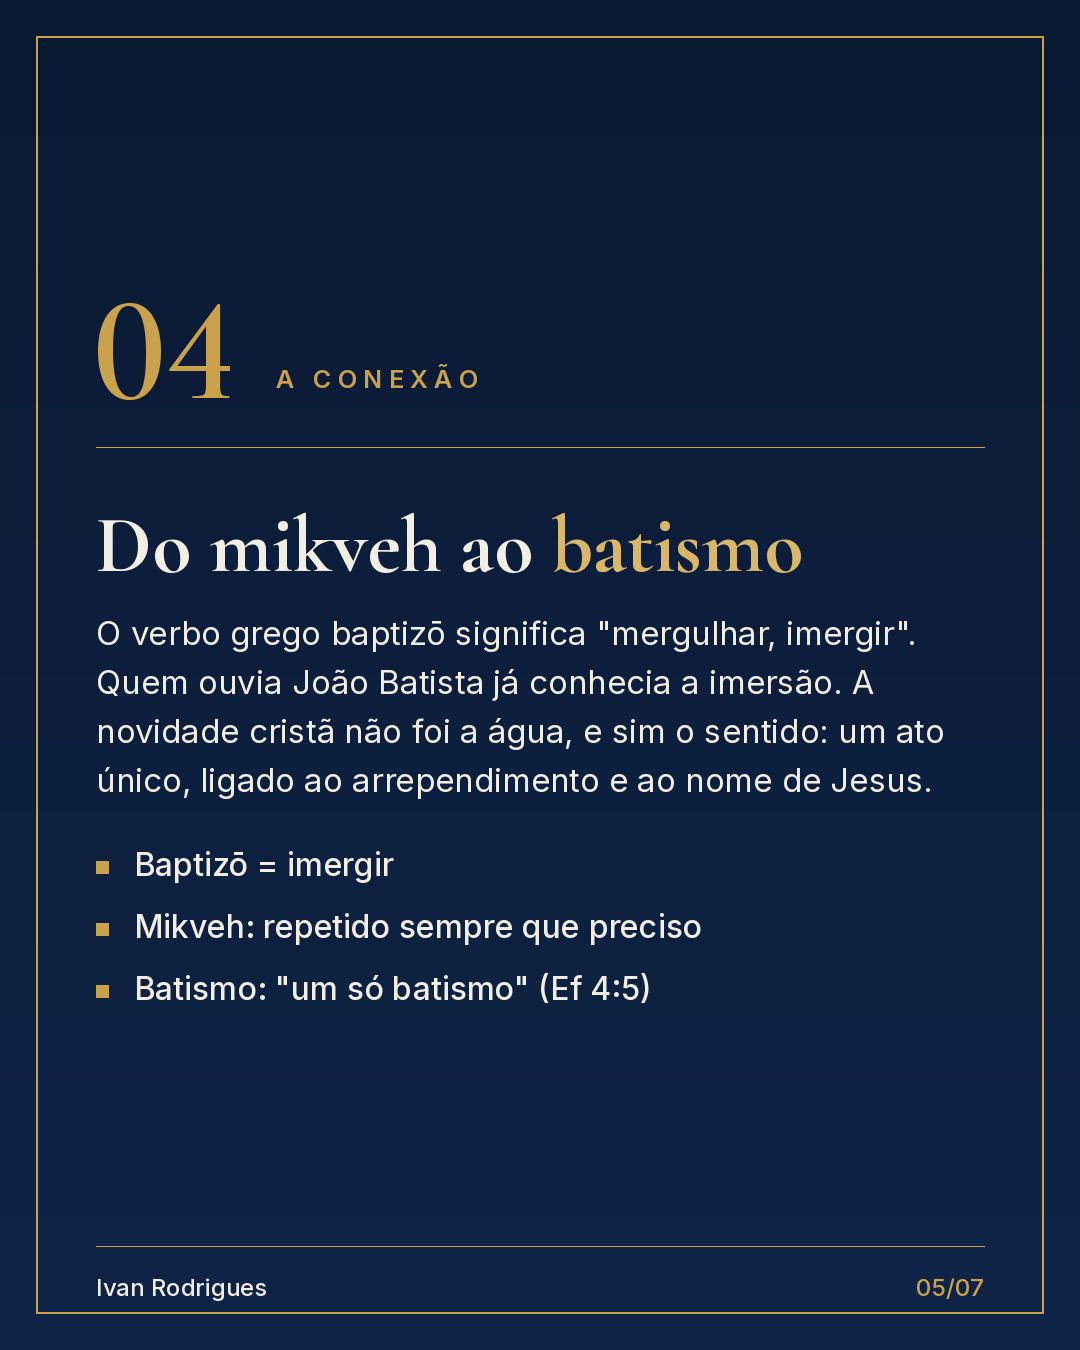 04 A CONEXÃO
Do mikveh ao batismo
O verbo grego baptizō significa "mergulhar, imergir".
Quem ouvia João Batista já conhecia a imersão. A
novidade cristã não foi a água, e sim o sentido: um ato
único, ligado ao arrependimento e ao nome de Jesus.
Baptizō = imergir
Mikveh: repetido sempre que preciso
Batismo: "um só batismo" (Ef 4:5)
Ivan Rodrigues 05/07